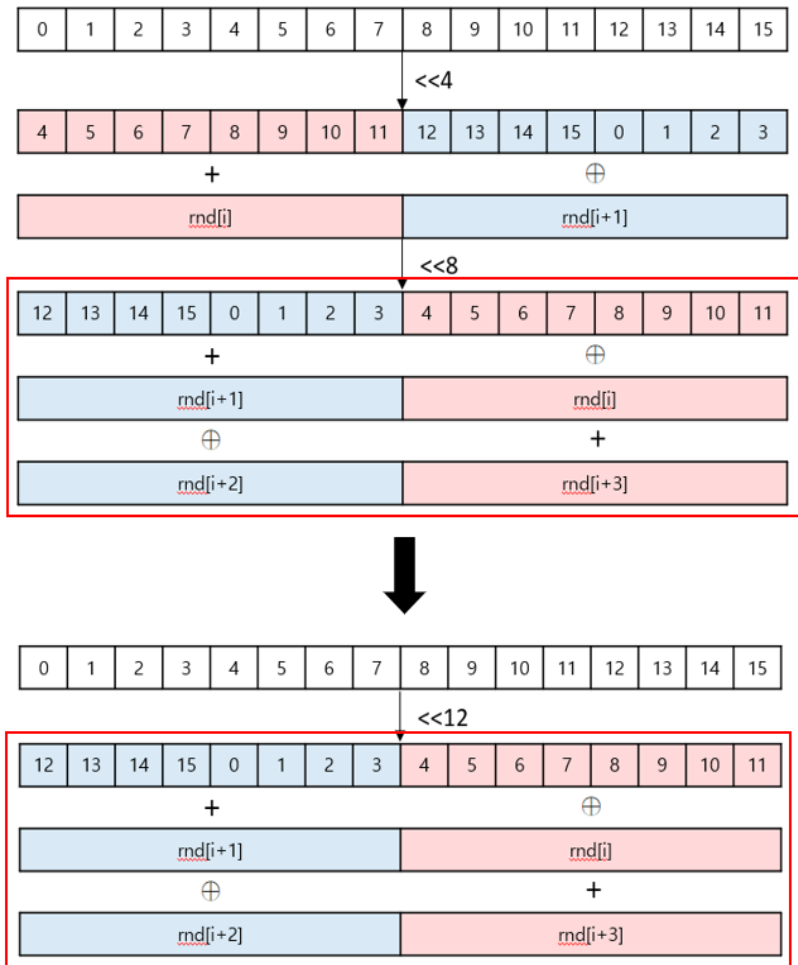 0 1 2 3 4 5 6 7 8 9 10 11 12 13 14 15
<<4
4 5 6 7 8 9 10 11 12 13 14 15 0 1 2 3
+ ⊕
rnd[i] rnd[i+1]
<<8
12 13 14 15 0 1 2 3 4 5 6 7 8 9 10 11
+ ⊕
rnd[i+1] rnd[i]
⊕ +
rnd[i+2] rnd[i+3]
0 1 2 3 4 5 6 7 8 9 10 11 12 13 14 15
<<12
12 13 14 15 0 1 2 3 4 5 6 7 8 9 10 11
+ ⊕
rnd[i+1] rnd[i]
⊕ +
rnd[i+2] rnd[i+3]